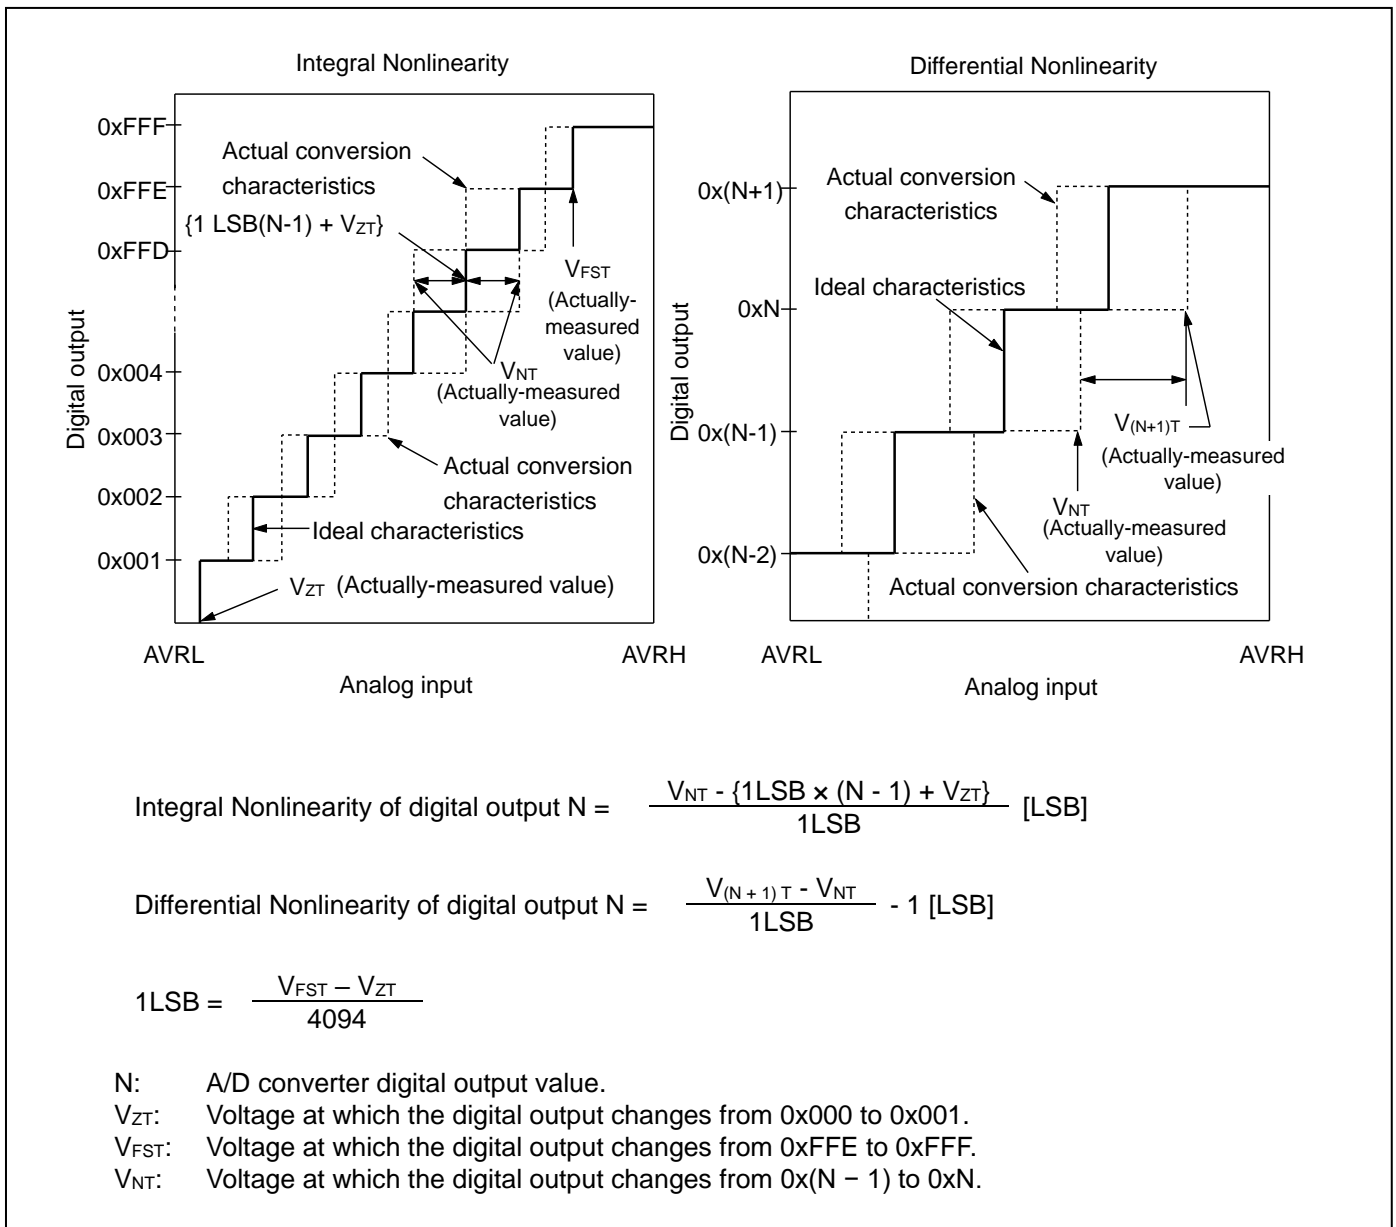 Integral Nonlinearity
0xFFF
0xFFE
0xFFD
0x004
0x003
0x002
0x001
Digital output
Actual conversion
characteristics
{1 LSB(N-1) + VZT}
VFST
(Actually-
measured
value)
VNT
(Actually-measured
value)
Actual conversion
characteristics
Ideal characteristics
VZT (Actually-measured value)
AVRL
AVRH
Analog input
Differential Nonlinearity
0x(N+1)
0xN
0x(N-1)
0x(N-2)
Digital output
Actual conversion
characteristics
Ideal characteristics
V(N+1)T
(Actually-measured
value)
VNT
(Actually-measured
value)
Actual conversion characteristics
AVRL
AVRH
Analog input
Integral Nonlinearity of digital output N =
VNT - {1LSB × (N - 1) + VZT}
1LSB
[LSB]
Differential Nonlinearity of digital output N =
V(N + 1) T - VNT
1LSB
- 1 [LSB]
1LSB =
VFST – VZT
4094
N: A/D converter digital output value.
VZT: Voltage at which the digital output changes from 0x000 to 0x001.
VFST: Voltage at which the digital output changes from 0xFFE to 0xFFF.
VNT: Voltage at which the digital output changes from 0x(N − 1) to 0xN.